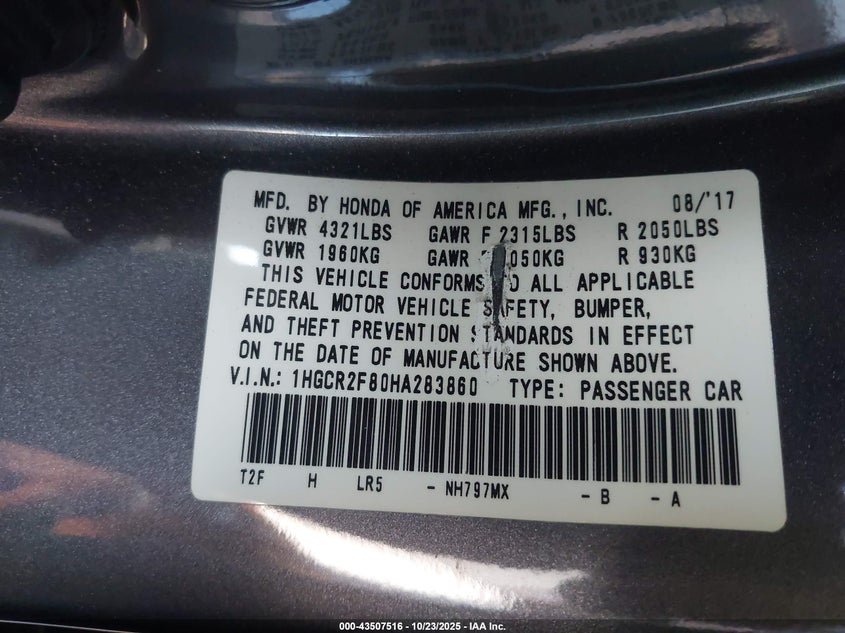 MFD. BY HONDA OF AMERICA MFG., INC. 08/'17
GVWR 4321LBS GAWR F 2315LBS R 2050LBS
GVWR 1960KG GAWR 050KG R 930KG
THIS VEHICLE CONFORMS O ALL APPLICABLE
FEDERAL MOTOR VEHICLE SAFETY, BUMPER,
AND THEFT PREVENTION STANDARDS IN EFFECT
ON THE DATE OF MANUFACTURE SHOWN ABOVE.
V.I.N.: 1HGCR2F80HA283860 TYPE: PASSENGER CAR
T2F H LR5 - NH797MX - B - A
000-43507516 - 10/23/2025 - IAA Inc.